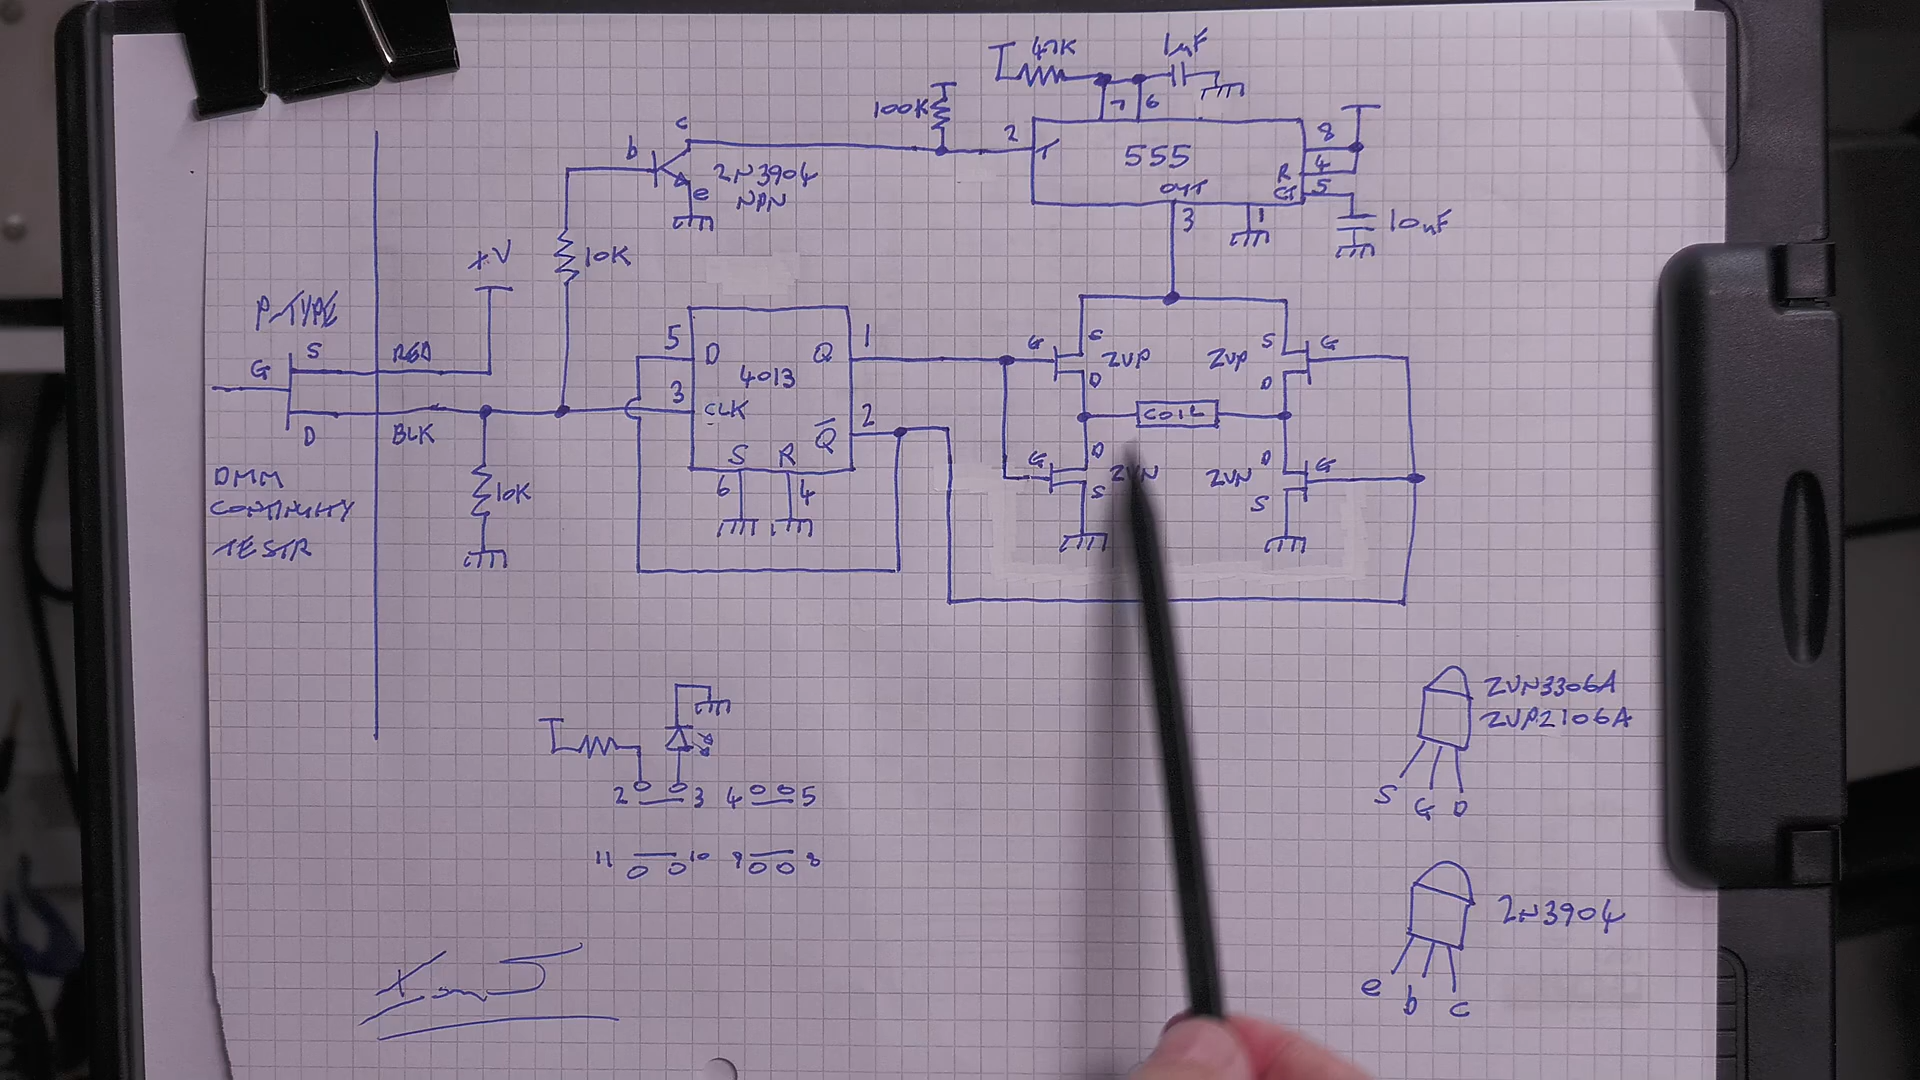 47K
1uF
100K
7 6
c
b
2N3904
NPN
e
2 T
555
OUT
8
R 4
CT 5
3
1
10nF
+V
10K
P-TYPE
S
G
D
RED
BLK
DMM
CONTINUITY
TESTR
10K
5 D
4013
3 CLK
Q 1
Q̅ 2
S R
6 4
G S
ZVP
D
S G
ZVP
D
COIL
G D
ZVN
S
D G
ZVN
S
2 3 4 5
11 10 9 8
ZVN3306A
ZVP2106A
S G D
2N3904
e b c